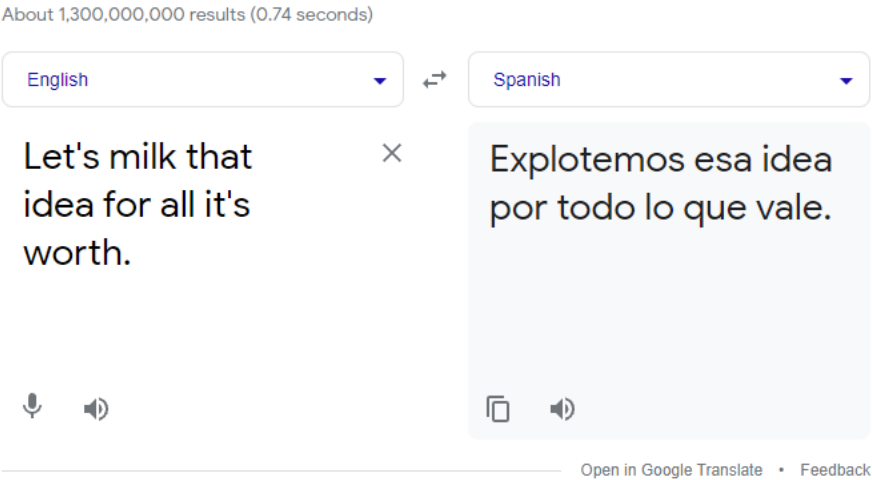 About 1,300,000,000 results (0.74 seconds)
English
Spanish
Let's milk that
idea for all it's
worth.
Explotemos esa idea
por todo lo que vale.
Open in Google Translate • Feedback